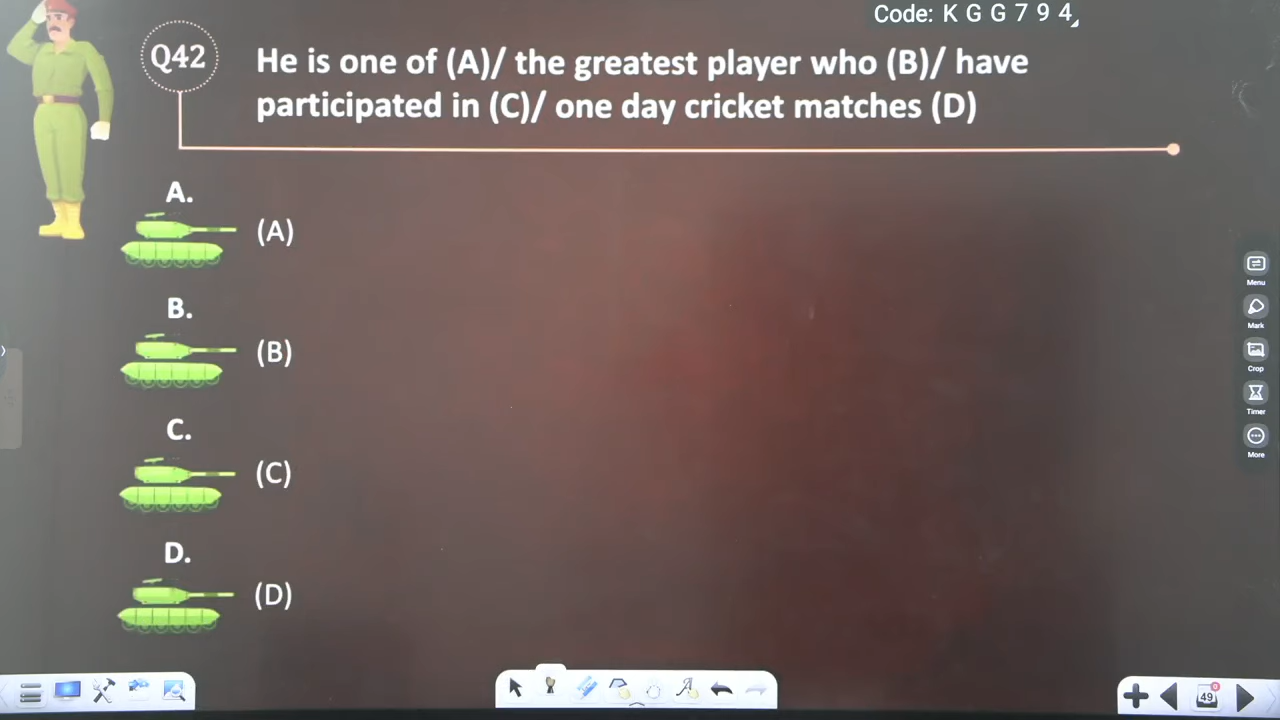 Code: K G G 7 9 4
Q42
He is one of (A)/ the greatest player who (B)/ have
participated in (C)/ one day cricket matches (D)
A.
(A)
B.
(B)
C.
(C)
D.
(D)
Menu
Mark
Crop
Timer
More
49
0